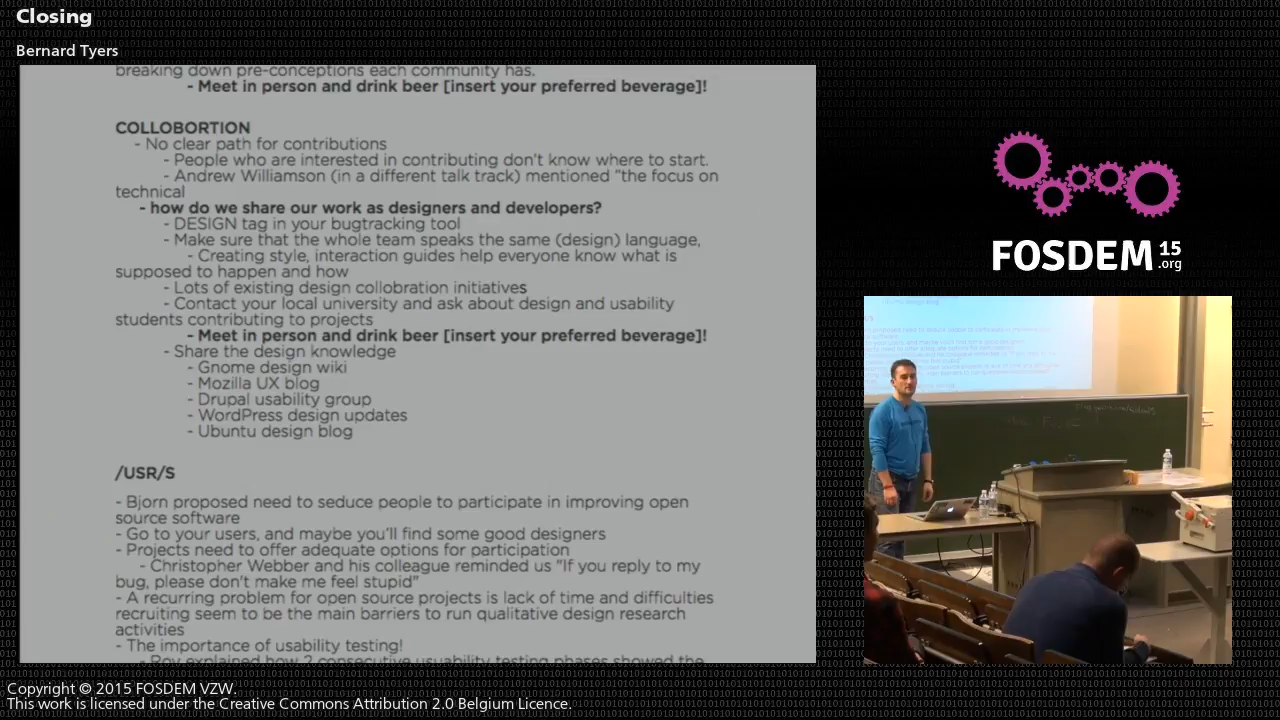 Closing
Bernard Tyers
breaking down pre-conceptions each community has.
- Meet in person and drink beer [insert your preferred beverage]!
COLLOBORTION
- No clear path for contributions
- People who are interested in contributing don't know where to start.
- Andrew Williamson (in a different talk track) mentioned "the focus on
technical
- how do we share our work as designers and developers?
- DESIGN tag in your bugtracking tool
- Make sure that the whole team speaks the same (design) language,
- Creating style, interaction guides help everyone know what is
supposed to happen and how
- Lots of existing design collobration initiatives
- Contact your local university and ask about design and usability
students contributing to projects
- Meet in person and drink beer [insert your preferred beverage]!
- Share the design knowledge
- Gnome design wiki
- Mozilla UX blog
- Drupal usability group
- WordPress design updates
- Ubuntu design blog
/USR/S
- Bjorn proposed need to seduce people to participate in improving open
source software
- Go to your users, and maybe you'll find some good designers
- Projects need to offer adequate options for participation
- Christopher Webber and his colleague reminded us "If you reply to my
bug, please don't make me feel stupid"
- A recurring problem for open source projects is lack of time and difficulties
recruiting seem to be the main barriers to run qualitative design research
activities
- The importance of usability testing!
- Roy explained how 2 consecutive usuability testing phases showed the
FOSDEM 15
.org
Copyright © 2015 FOSDEM VZW.
This work is licensed under the Creative Commons Attribution 2.0 Belgium Licence.